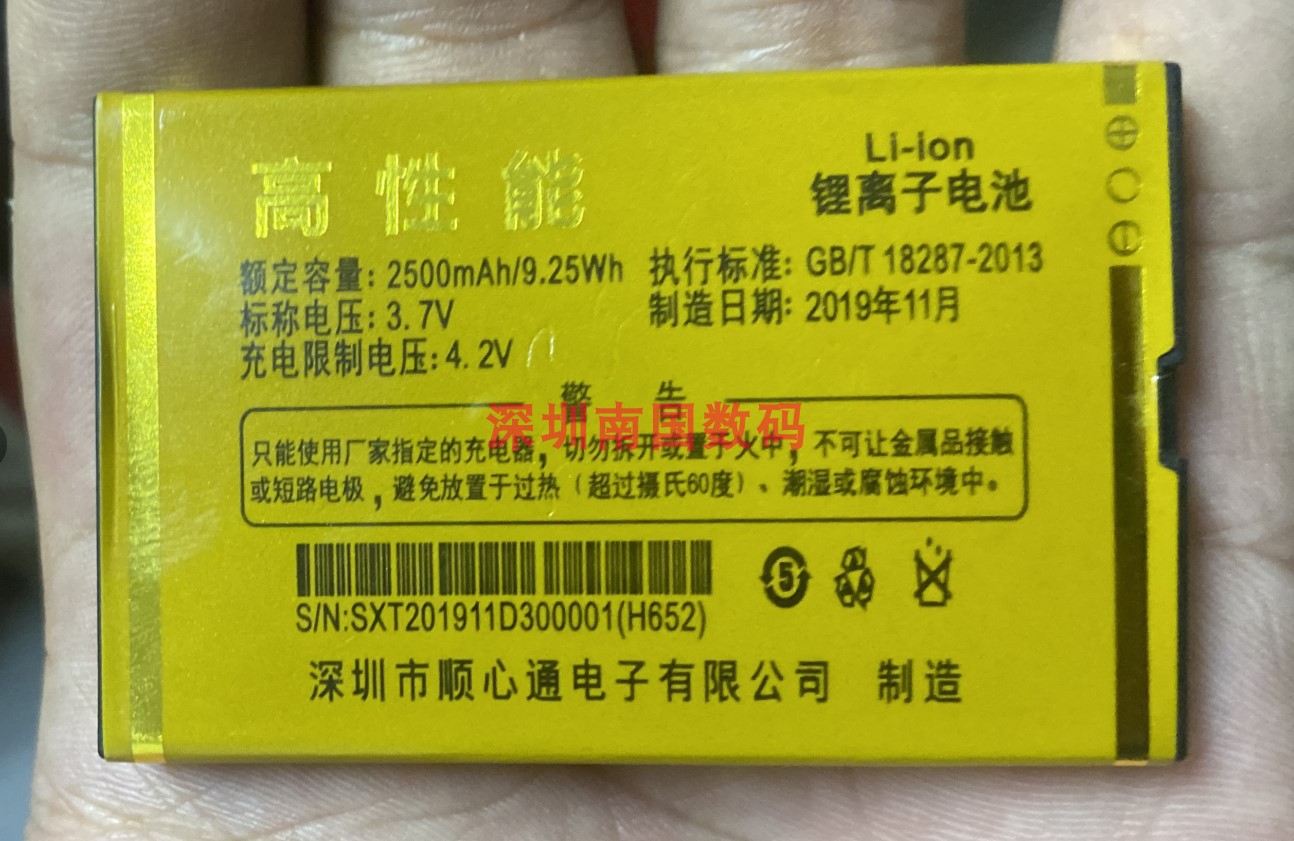 高性能
Li-ion
锂离子电池
额定容量: 2500mAh/9.25Wh
标称电压: 3.7V
充电限制电压: 4.2V
执行标准: GB/T 18287-2013
制造日期: 2019年11月
警 告
深圳南国数码
只能使用厂家指定的充电器，切勿拆开或置于火中，不可让金属品接触
或短路电极，避免放置于过热（超过摄氏60度）、潮湿或腐蚀环境中。
5
S/N:SXT201911D300001(H652)
深圳市顺心通电子有限公司 制造